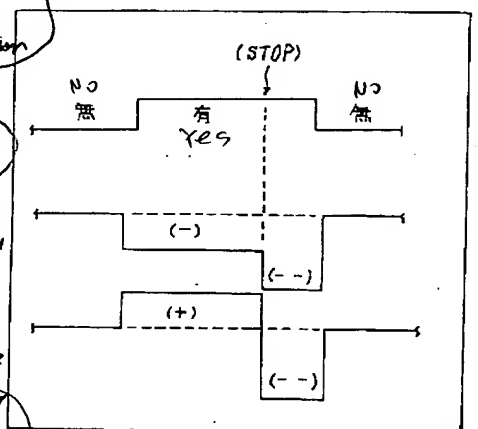 (STOP)
NO NO
無 有 無
Yes
(-)
(--)
(+)
(--)